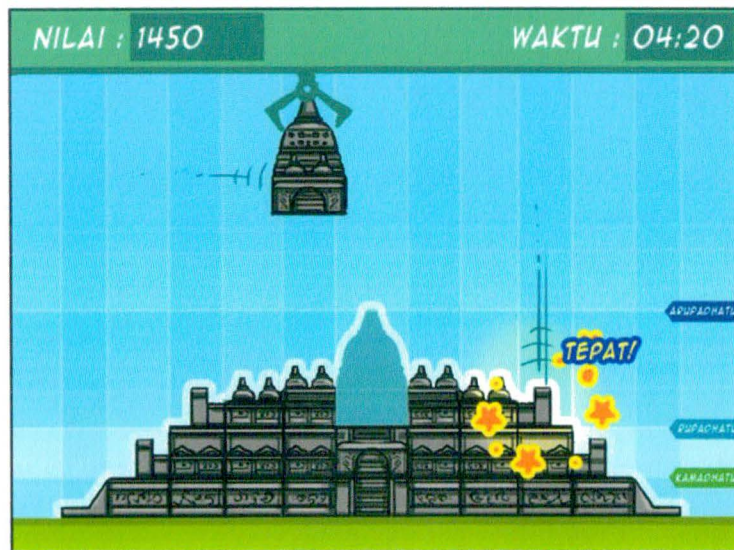 NILAI : 1450
WAKTU : 04:20
ARUPADHATU
TEPAT!
RUPADHATU
KAMADHATU